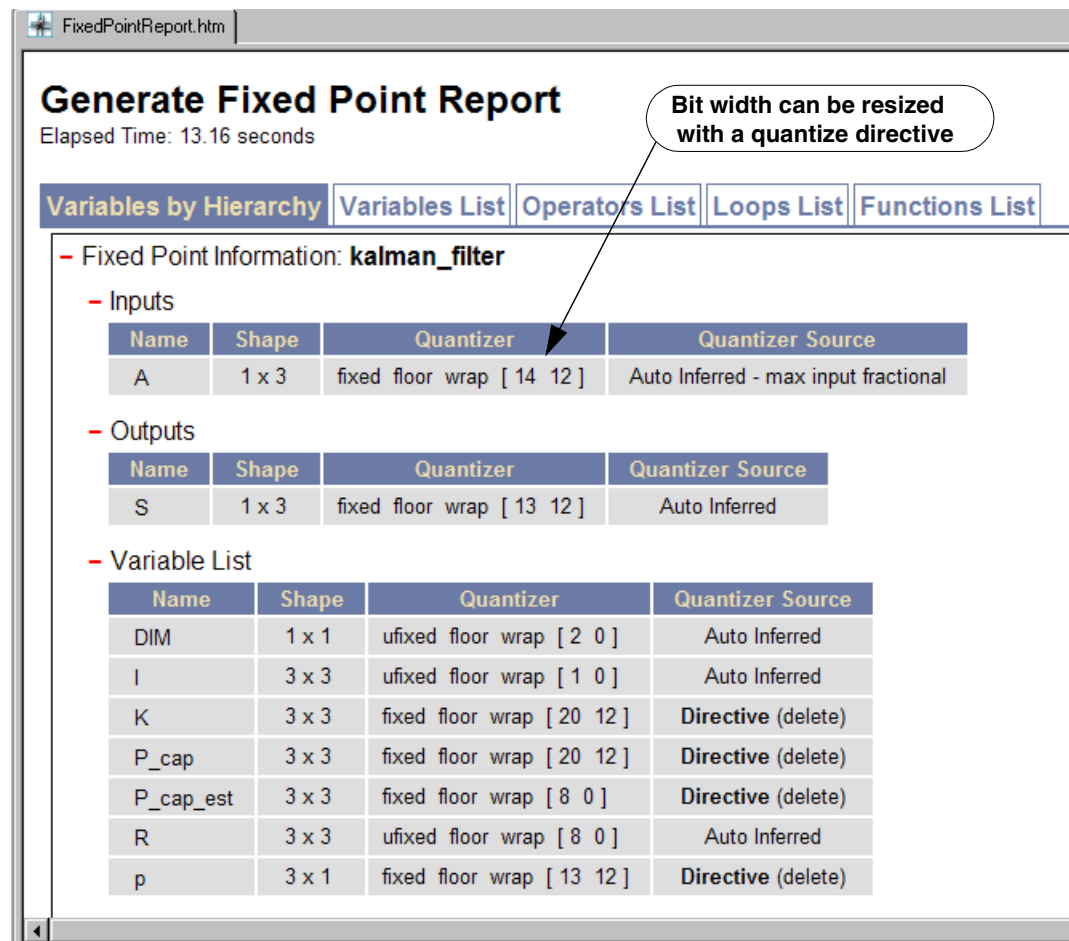 FixedPointReport.htm
Generate Fixed Point Report
Elapsed Time: 13.16 seconds
Bit width can be resized
with a quantize directive
Variables by Hierarchy Variables List Operators List Loops List Functions List
– Fixed Point Information: kalman_filter
– Inputs
Name Shape Quantizer Quantizer Source
A 1 x 3 fixed floor wrap [ 14 12 ] Auto Inferred - max input fractional
– Outputs
Name Shape Quantizer Quantizer Source
S 1 x 3 fixed floor wrap [ 13 12 ] Auto Inferred
– Variable List
Name Shape Quantizer Quantizer Source
DIM 1 x 1 ufixed floor wrap [ 2 0 ] Auto Inferred
I 3 x 3 ufixed floor wrap [ 1 0 ] Auto Inferred
K 3 x 3 fixed floor wrap [ 20 12 ] Directive (delete)
P_cap 3 x 3 fixed floor wrap [ 20 12 ] Directive (delete)
P_cap_est 3 x 3 fixed floor wrap [ 8 0 ] Directive (delete)
R 3 x 3 ufixed floor wrap [ 8 0 ] Auto Inferred
p 3 x 1 fixed floor wrap [ 13 12 ] Directive (delete)